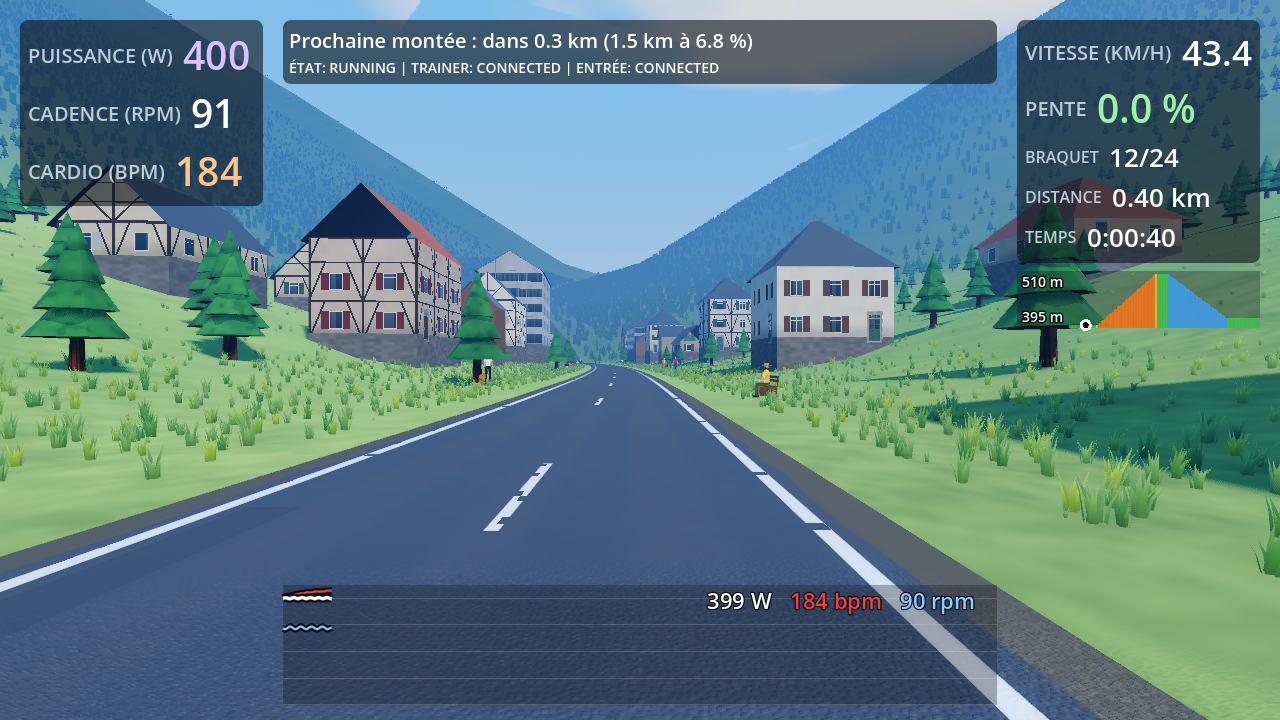 PUISSANCE (W) 400
CADENCE (RPM) 91
CARDIO (BPM) 184
Prochaine montée : dans 0.3 km (1.5 km à 6.8 %)
ÉTAT: RUNNING | TRAINER: CONNECTED | ENTRÉE: CONNECTED
VITESSE (KM/H) 43.4
PENTE 0.0 %
BRAQUET 12/24
DISTANCE 0.40 km
TEMPS 0:00:40
510 m
395 m
399 W 184 bpm 90 rpm